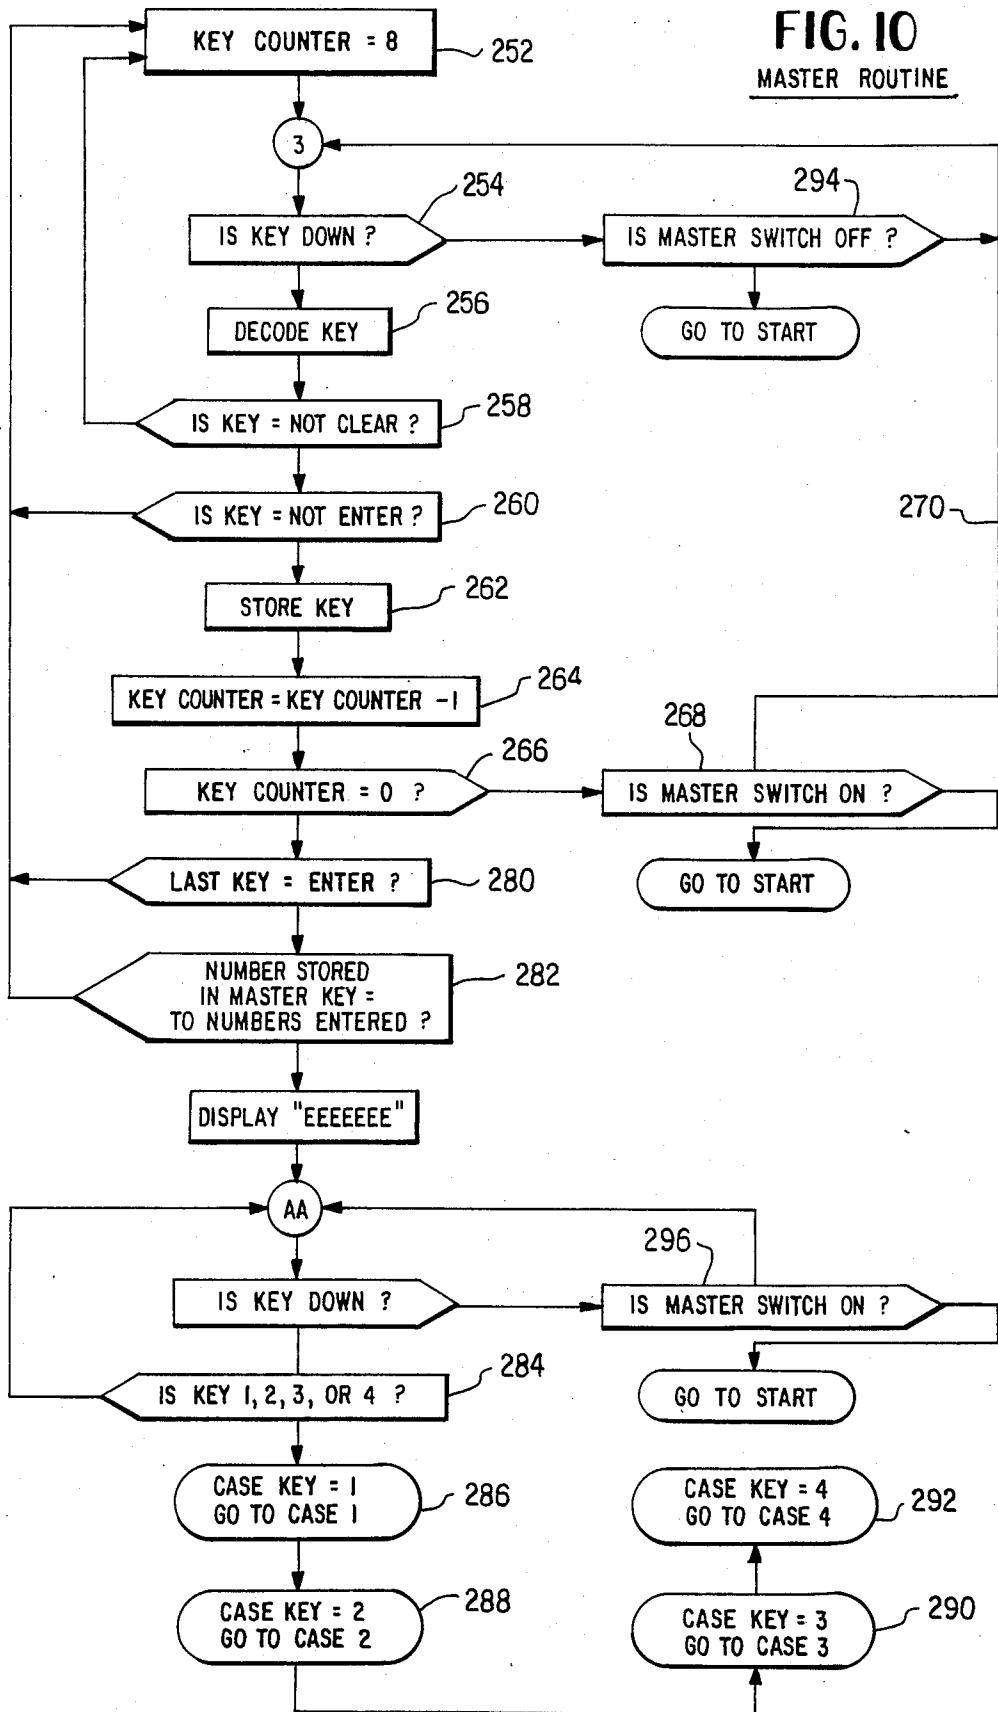 FIG. 10
MASTER ROUTINE
KEY COUNTER = 8
252
3
254
IS KEY DOWN ?
294
IS MASTER SWITCH OFF ?
256
DECODE KEY
GO TO START
258
IS KEY = NOT CLEAR ?
260
IS KEY = NOT ENTER ?
270
262
STORE KEY
264
KEY COUNTER = KEY COUNTER -1
266
KEY COUNTER = 0 ?
268
IS MASTER SWITCH ON ?
280
LAST KEY = ENTER ?
GO TO START
282
NUMBER STORED
IN MASTER KEY =
TO NUMBERS ENTERED ?
DISPLAY "EEEEEEE"
AA
296
IS KEY DOWN ?
IS MASTER SWITCH ON ?
284
IS KEY 1, 2, 3, OR 4 ?
GO TO START
CASE KEY = 1
GO TO CASE 1
286
CASE KEY = 4
GO TO CASE 4
292
CASE KEY = 2
GO TO CASE 2
288
CASE KEY = 3
GO TO CASE 3
290